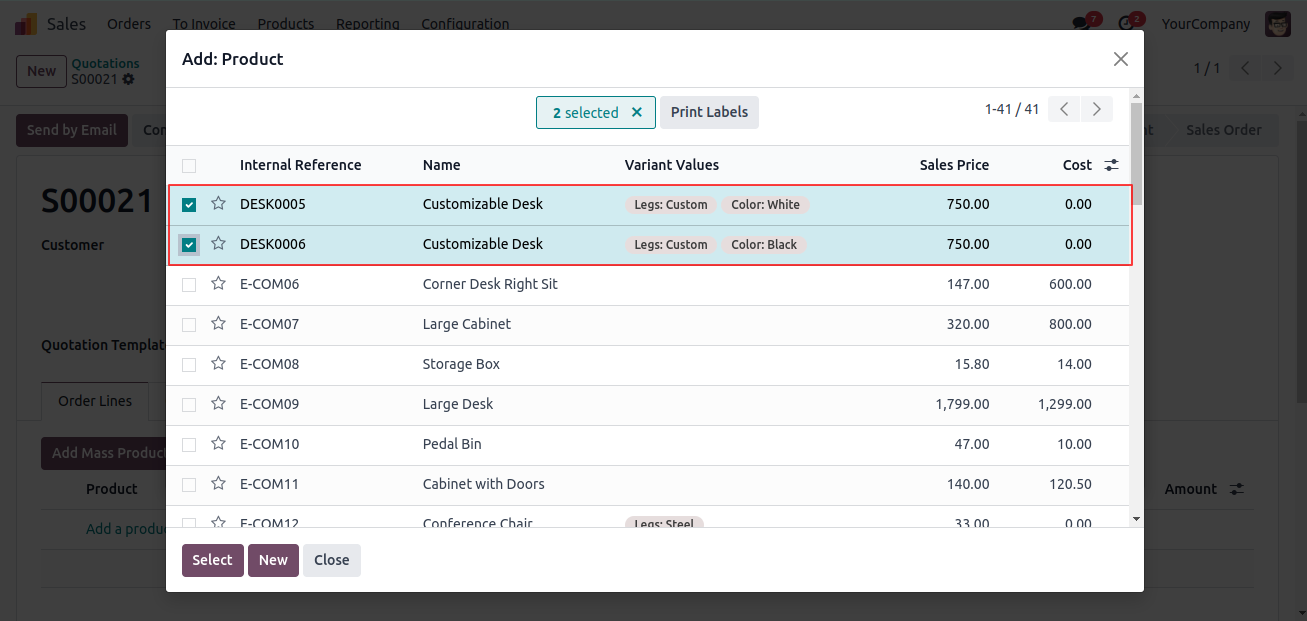 Sales Orders To Invoice Products Reporting Configuration 7 2 YourCompany
New Quotations
S00021
1 / 1
Send by Email Con nt Sales Order
S00021
Customer
Quotation Templat
Order Lines
Add Mass Product
Product Amount
Add a produc
Add: Product
2 selected Print Labels 1-41 / 41
Internal Reference Name Variant Values Sales Price Cost
DESK0005 Customizable Desk Legs: Custom Color: White 750.00 0.00
DESK0006 Customizable Desk Legs: Custom Color: Black 750.00 0.00
E-COM06 Corner Desk Right Sit 147.00 600.00
E-COM07 Large Cabinet 320.00 800.00
E-COM08 Storage Box 15.80 14.00
E-COM09 Large Desk 1,799.00 1,299.00
E-COM10 Pedal Bin 47.00 10.00
E-COM11 Cabinet with Doors 140.00 120.50
E-COM12 Conference Chair Legs: Steel 33.00 0.00
Select New Close